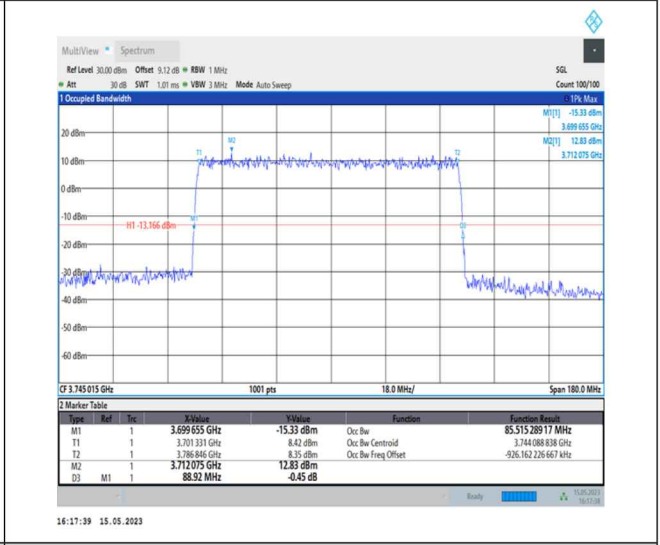 MultiView Spectrum
Ref Level 30.00 dBm Offset 9.12 dB RBW 1 MHz SGL
Att 30 dB SWT 1.01 ms VBW 3 MHz Mode Auto Sweep Count 100/100
1 Occupied Bandwidth 1Pk Max
M1[1] -15.33 dBm
3.699 655 GHz
M2[1] 12.83 dBm
3.712 075 GHz
20 dBm
M2
T1 T2
10 dBm
0 dBm
-10 dBm
M1
H1 -13.166 dBm
D3
-20 dBm
-30 dBm
-40 dBm
-50 dBm
-60 dBm
CF 3.745 015 GHz 1001 pts 18.0 MHz/ Span 180.0 MHz
2 Marker Table
Type Ref Trc X-Value Y-Value Function Function Result
M1 1 3.699 655 GHz -15.33 dBm Occ Bw 85.515 289 17 MHz
T1 1 3.701 331 GHz 8.42 dBm Occ Bw Centroid 3.744 088 838 GHz
T2 1 3.786 846 GHz 8.35 dBm Occ Bw Freq Offset -926.162 226 667 kHz
M2 1 3.712 075 GHz 12.83 dBm
D3 M1 1 88.92 MHz -0.45 dB
Ready 15.05.2023
16:17:38
16:17:39 15.05.2023